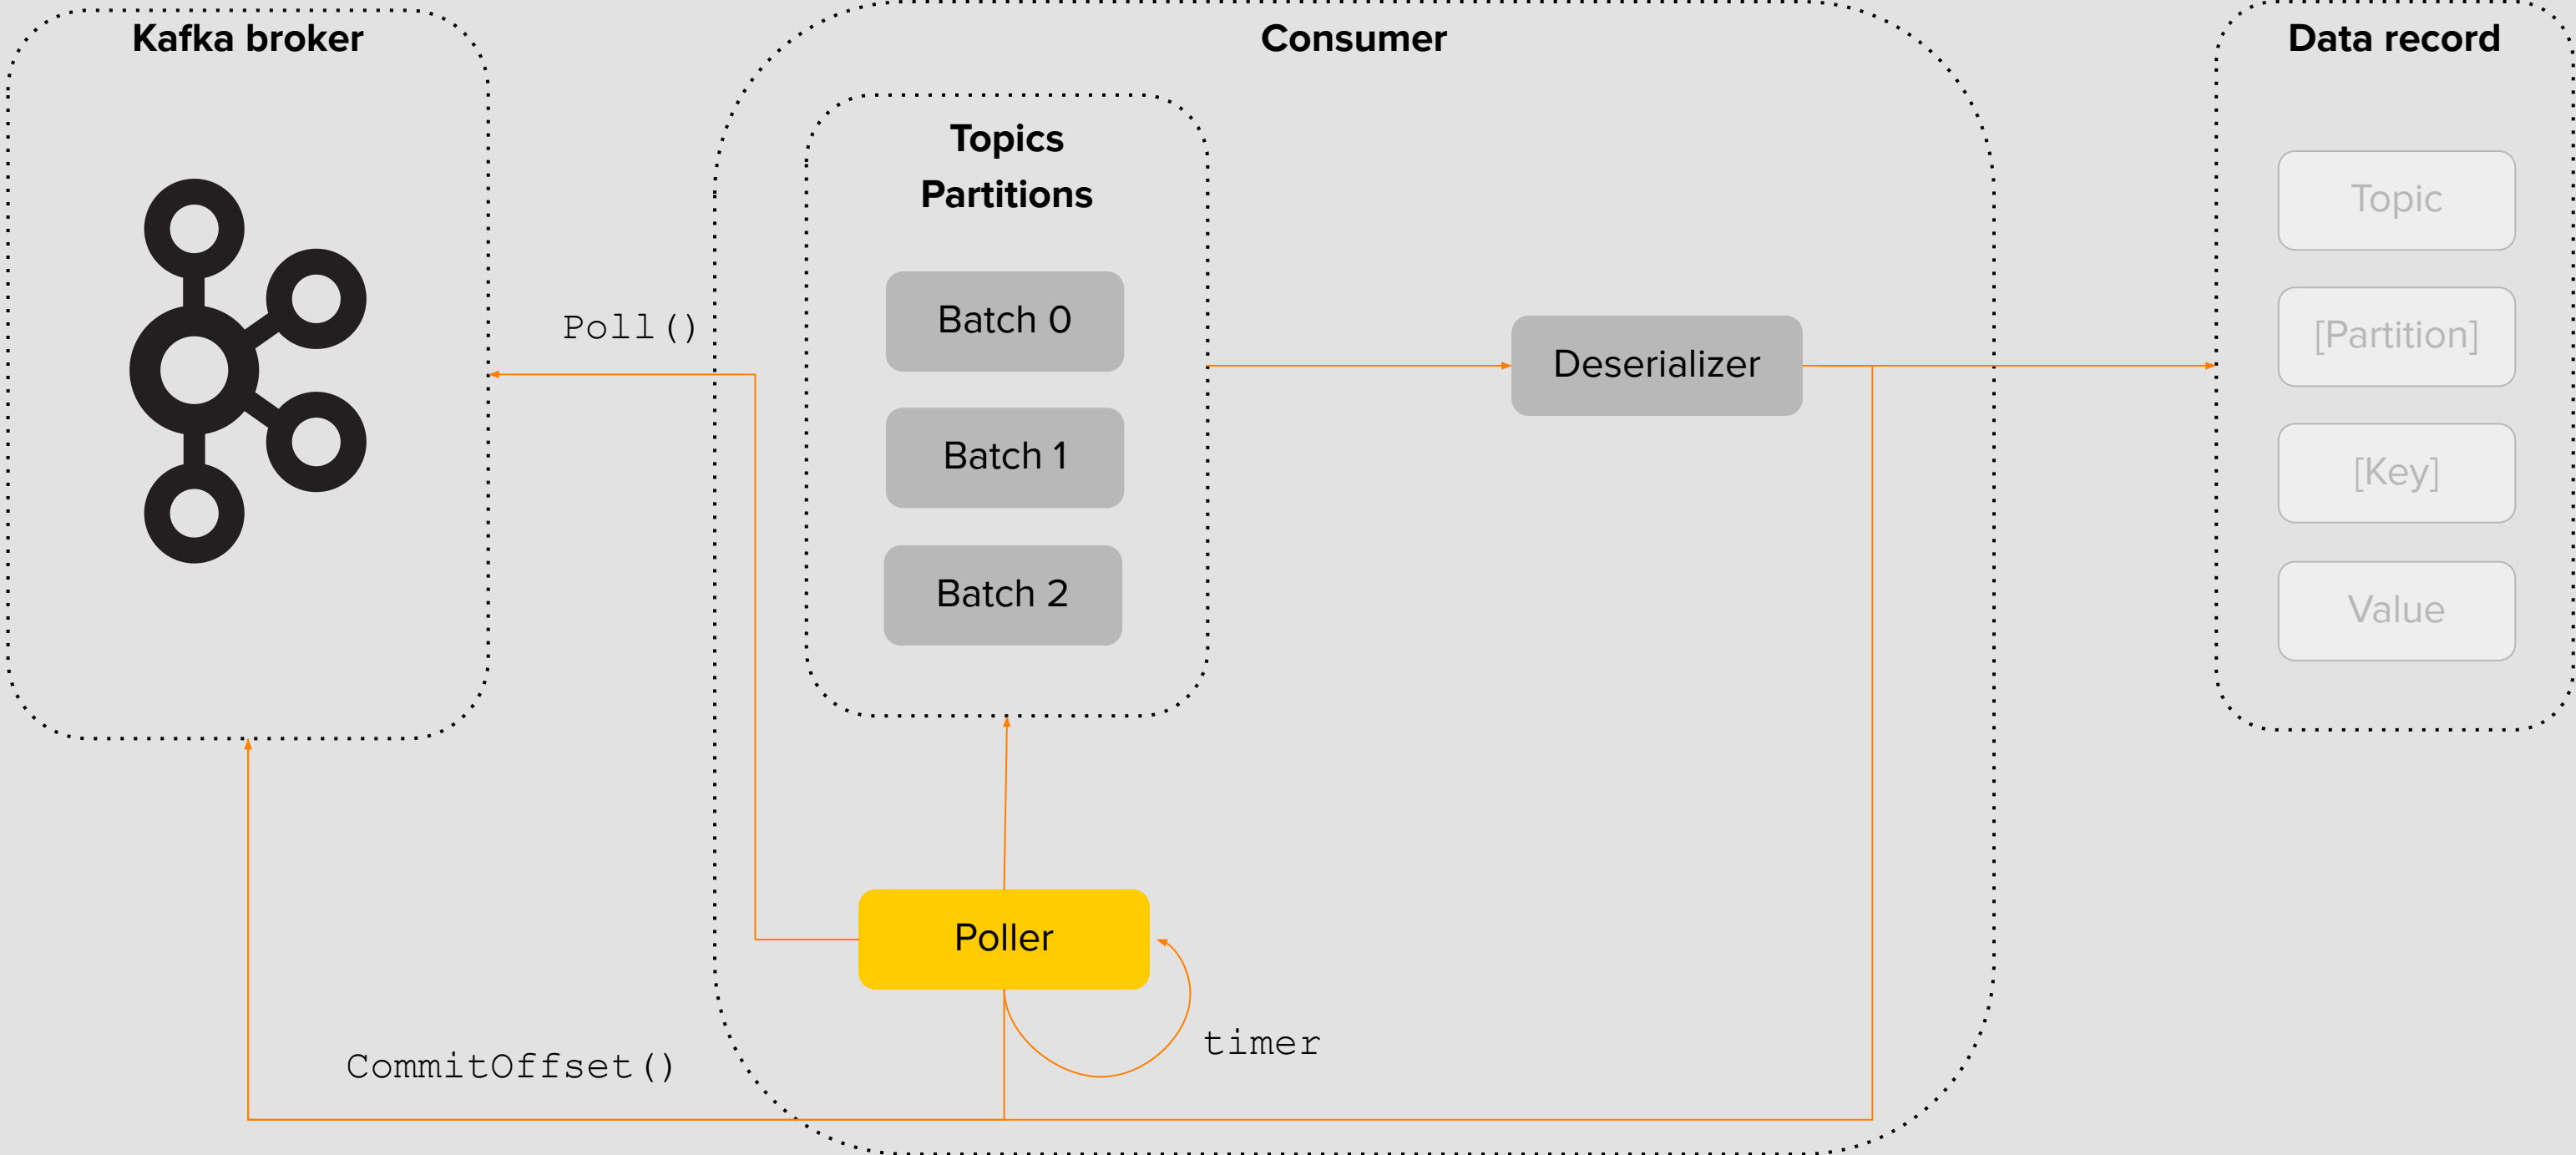 Kafka broker
Consumer
Data record
Topics
Partitions
Batch 0
Batch 1
Batch 2
Poll()
Deserializer
Topic
[Partition]
[Key]
Value
Poller
timer
CommitOffset()